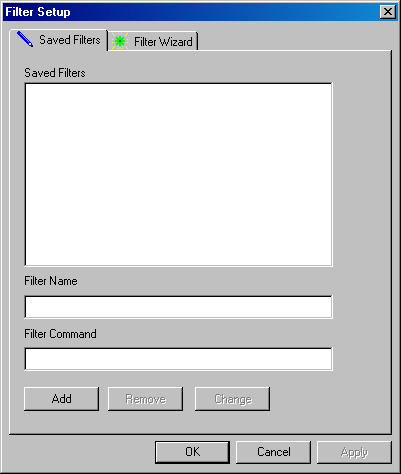 Filter Setup
Saved Filters
Filter Wizard
Saved Filters
Filter Name
Filter Command
Add
Remove
Change
OK
Cancel
Apply